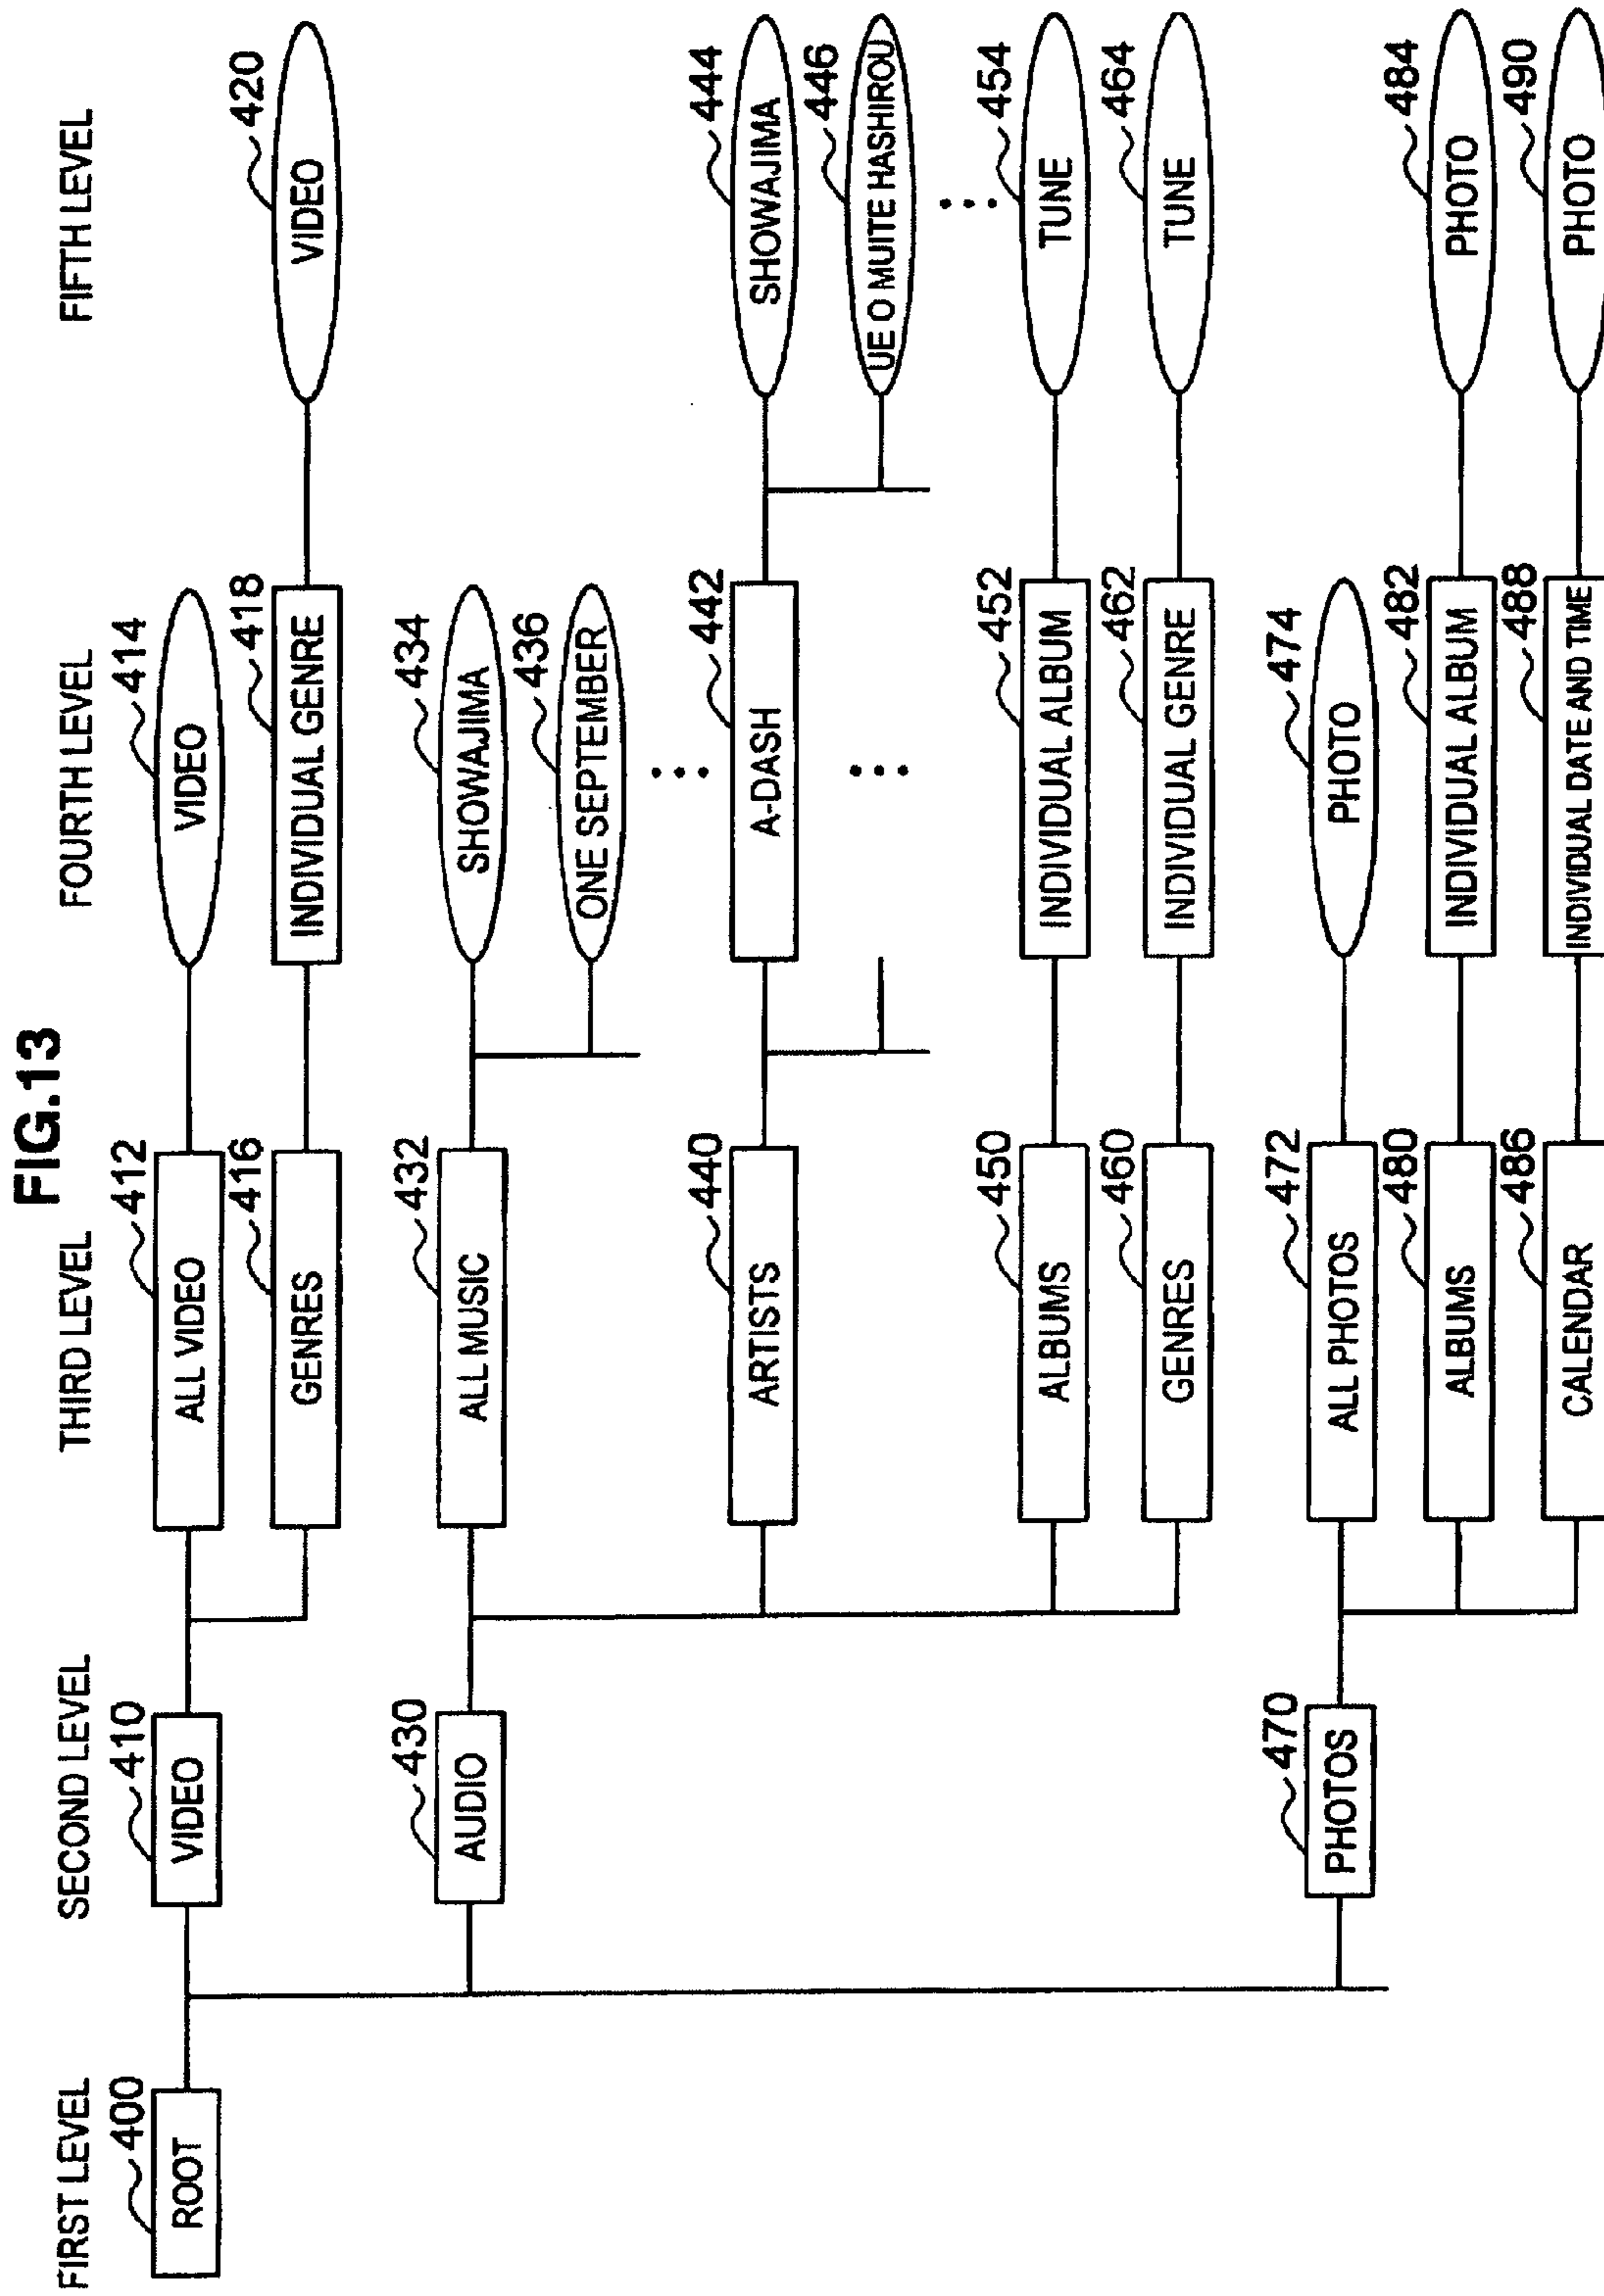 FIG.13
FIRST LEVEL
SECOND LEVEL
THIRD LEVEL
FOURTH LEVEL
FIFTH LEVEL
400
ROOT
410
VIDEO
412
ALL VIDEO
414
VIDEO
416
GENRES
418
INDIVIDUAL GENRE
420
VIDEO
430
AUDIO
432
ALL MUSIC
434
SHOWAJIMA
436
ONE SEPTEMBER
440
ARTISTS
442
A-DASH
444
SHOWAJIMA
446
UE O MUITE HASHIROU
450
ALBUMS
452
INDIVIDUAL ALBUM
454
TUNE
460
GENRES
462
INDIVIDUAL GENRE
464
TUNE
470
PHOTOS
472
ALL PHOTOS
474
PHOTO
480
ALBUMS
482
INDIVIDUAL ALBUM
484
PHOTO
486
CALENDAR
488
INDIVIDUAL DATE AND TIME
490
PHOTO